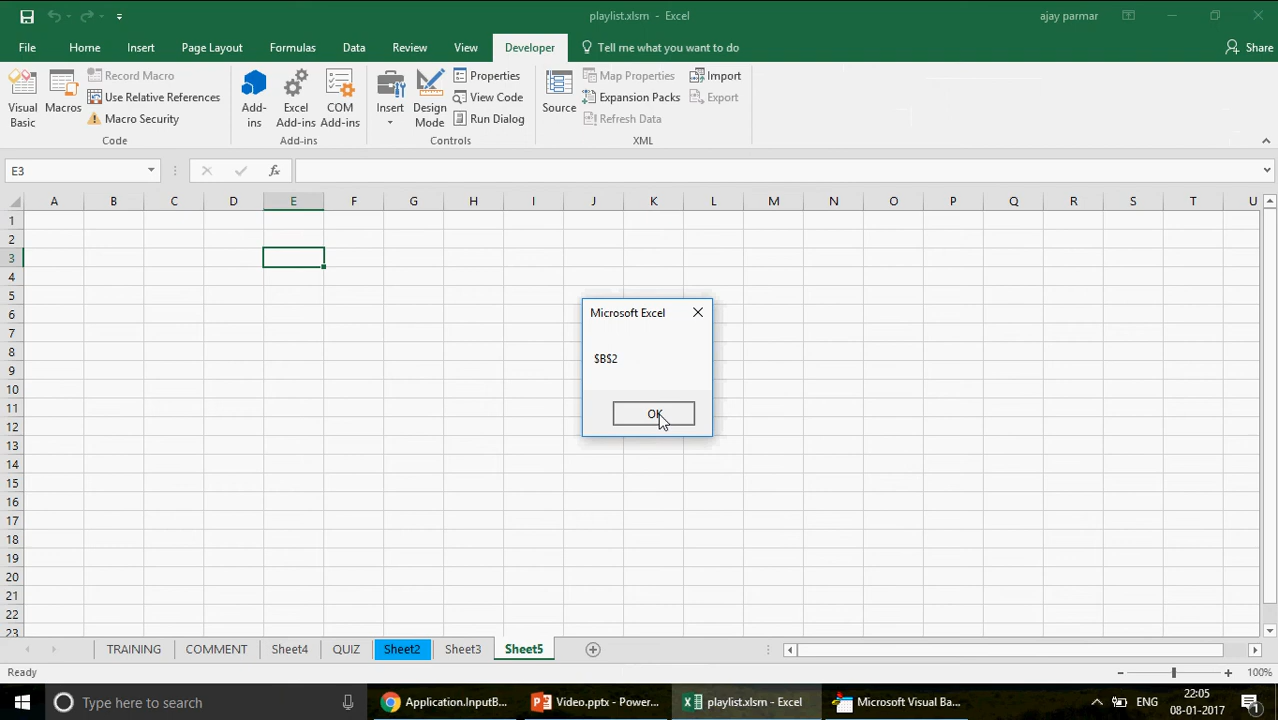 playlist.xlsm - Excel
ajay parmar
File Home Insert Page Layout Formulas Data Review View Developer Tell me what you want to do Share
Visual Basic
Macros
Record Macro
Use Relative References
Macro Security
Code
Add-ins
Excel Add-ins
COM Add-ins
Add-ins
Insert
Design Mode
Properties
View Code
Run Dialog
Controls
Source
Map Properties
Expansion Packs
Refresh Data
Import
Export
XML
E3
fx
A B C D E F G H I J K L M N O P Q R S T U
1
2
3
4
5
6
7
8
9
10
11
12
13
14
15
16
17
18
19
20
21
22
23
Microsoft Excel
$B$2
OK
TRAINING COMMENT Sheet4 QUIZ Sheet2 Sheet3 Sheet5
Ready
100%
Type here to search
Application.InputB...
Video.pptx - Power...
playlist.xlsm - Excel
Microsoft Visual Ba...
ENG
22:05
08-01-2017
1